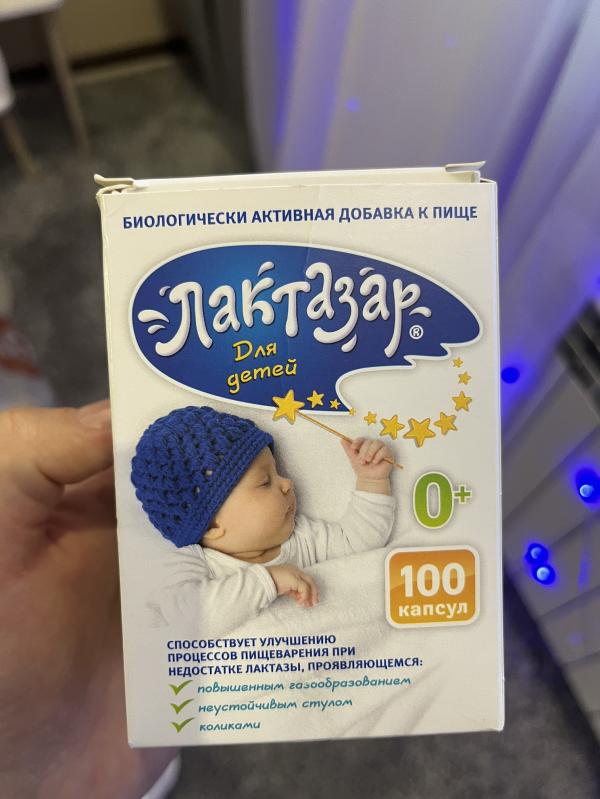 БИОЛОГИЧЕСКИ АКТИВНАЯ ДОБАВКА К ПИЩЕ
Лактазар®
Для
детей
0+
100
капсул
СПОСОБСТВУЕТ УЛУЧШЕНИЮ
ПРОЦЕССОВ ПИЩЕВАРЕНИЯ ПРИ
НЕДОСТАТКЕ ЛАКТАЗЫ, ПРОЯВЛЯЮЩЕМСЯ:
повышенным газообразованием
неустойчивым стулом
коликами